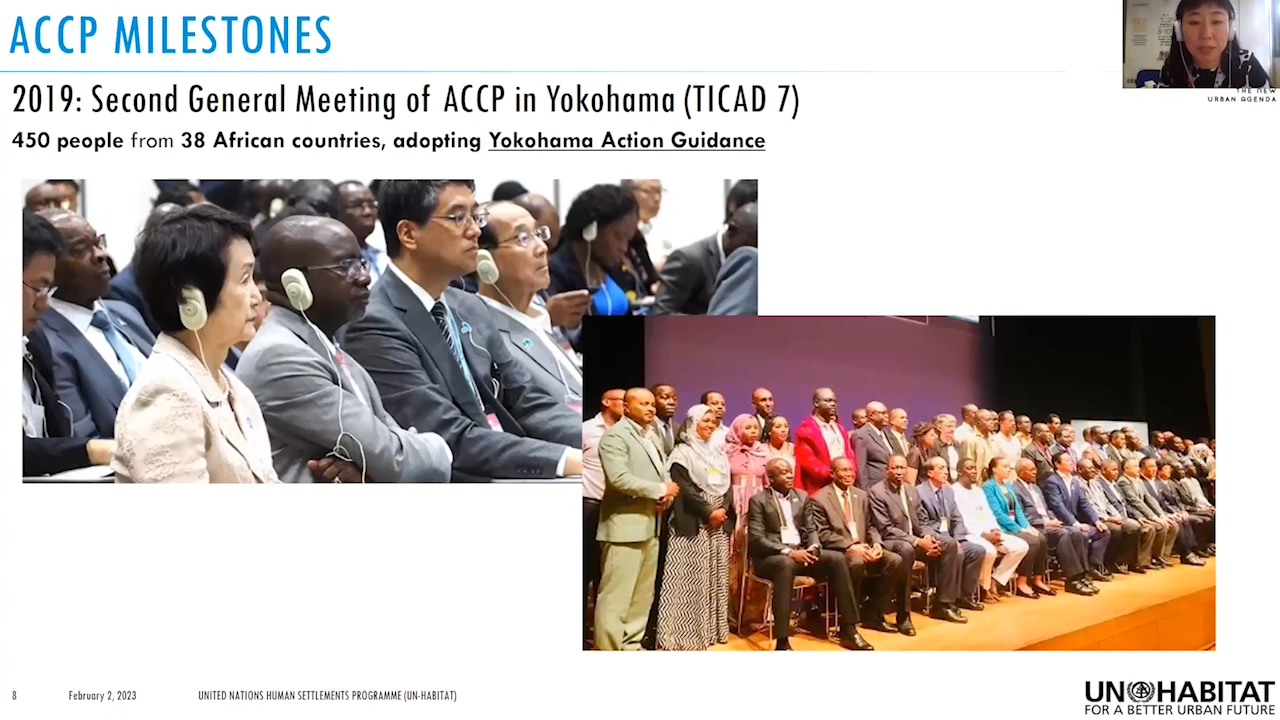 ACCP MILESTONES
2019: Second General Meeting of ACCP in Yokohama (TICAD 7)
450 people from 38 African countries, adopting Yokohama Action Guidance
THE NEW
URBAN AGENDA
8 February 2, 2023 UNITED NATIONS HUMAN SETTLEMENTS PROGRAMME (UN-HABITAT)
UN HABITAT
FOR A BETTER URBAN FUTURE